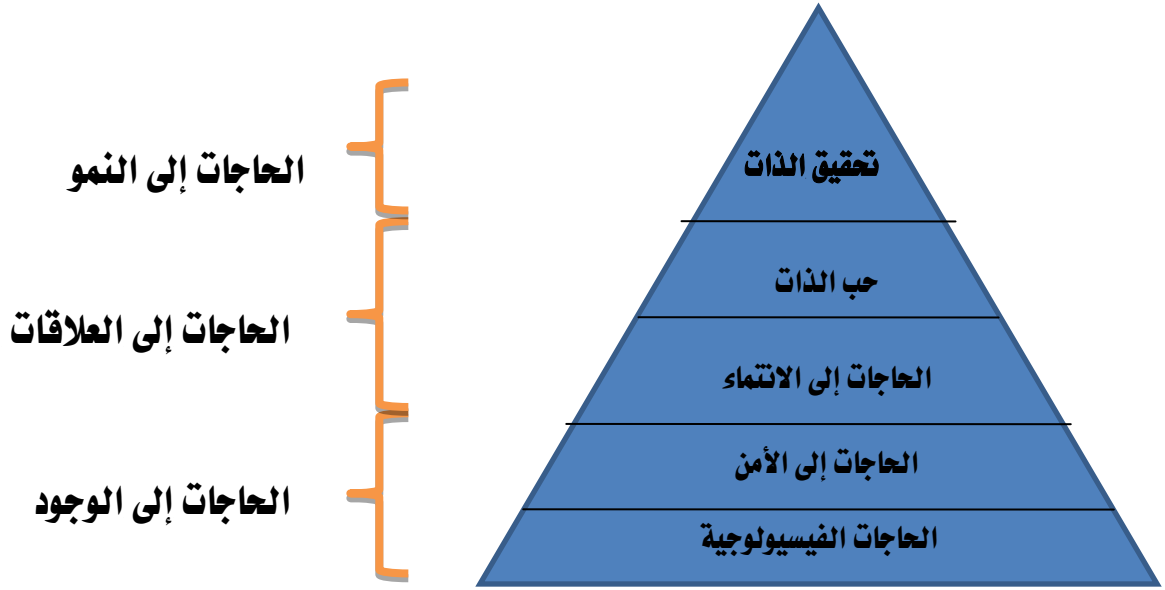 تحقيق الذات
حب الذات
الحاجات إلى الانتماء
الحاجات إلى الأمن
الحاجات الفيسيولوجية
الحاجات إلى النمو
الحاجات إلى العلاقات
الحاجات إلى الوجود